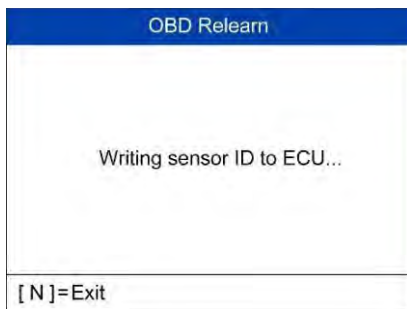 OBD Relearn
Writing sensor ID to ECU...
[ N ]=Exit